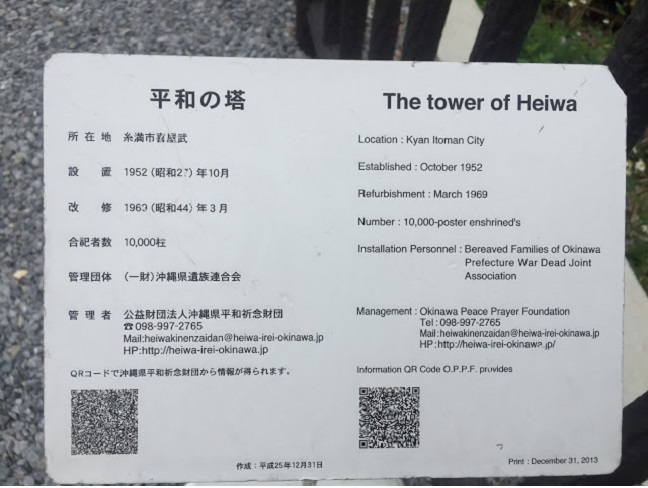 平和の塔
所在地 糸満市喜屋武
設置 1952(昭和27)年10月
改修 1969(昭和44)年3月
合祀者数 10,000柱
管理団体 (一財)沖縄県遺族連合会
管理者 公益財団法人沖縄県平和祈念財団
☎098-997-2765
Mail:heiwakinenzaidan@heiwa-irei-okinawa.jp
HP:http://heiwa-irei-okinawa.jp
QRコードで沖縄県平和祈念財団から情報が得られます。
作成:平成25年12月31日
The tower of Heiwa
Location : Kyan Itoman City
Established : October 1952
Refurbishment : March 1969
Number : 10,000-poster enshrined's
Installation Personnel : Bereaved Families of Okinawa
Prefecture War Dead Joint
Association
Management : Okinawa Peace Prayer Foundation
Tel : 098-997-2765
Mail:heiwakinenzaidan@heiwa-irei-okinawa.jp
HP:http://heiwa-irei-okinawa.jp/
Information QR Code O.P.P.F. provides
Print : December 31, 2013